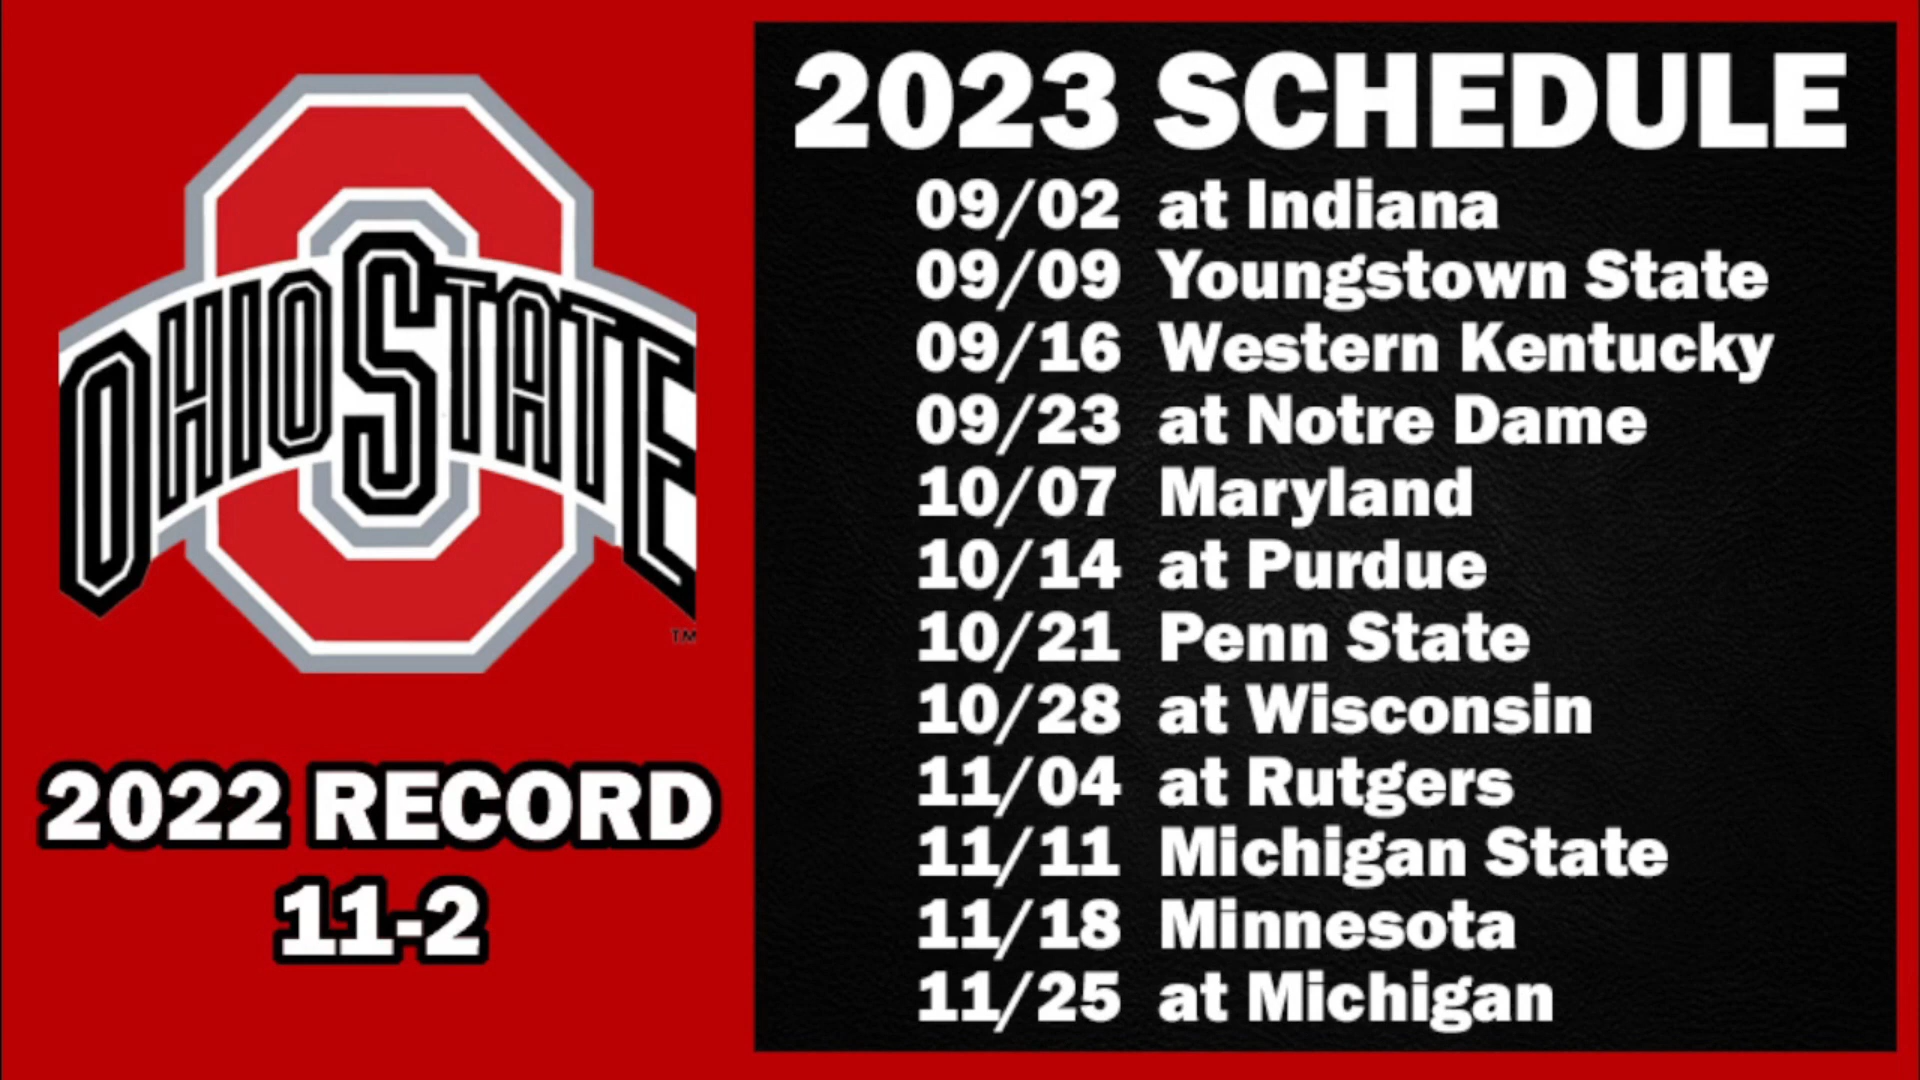 OHIO STATE
TM
2022 RECORD
11-2
2023 SCHEDULE
09/02 at Indiana
09/09 Youngstown State
09/16 Western Kentucky
09/23 at Notre Dame
10/07 Maryland
10/14 at Purdue
10/21 Penn State
10/28 at Wisconsin
11/04 at Rutgers
11/11 Michigan State
11/18 Minnesota
11/25 at Michigan